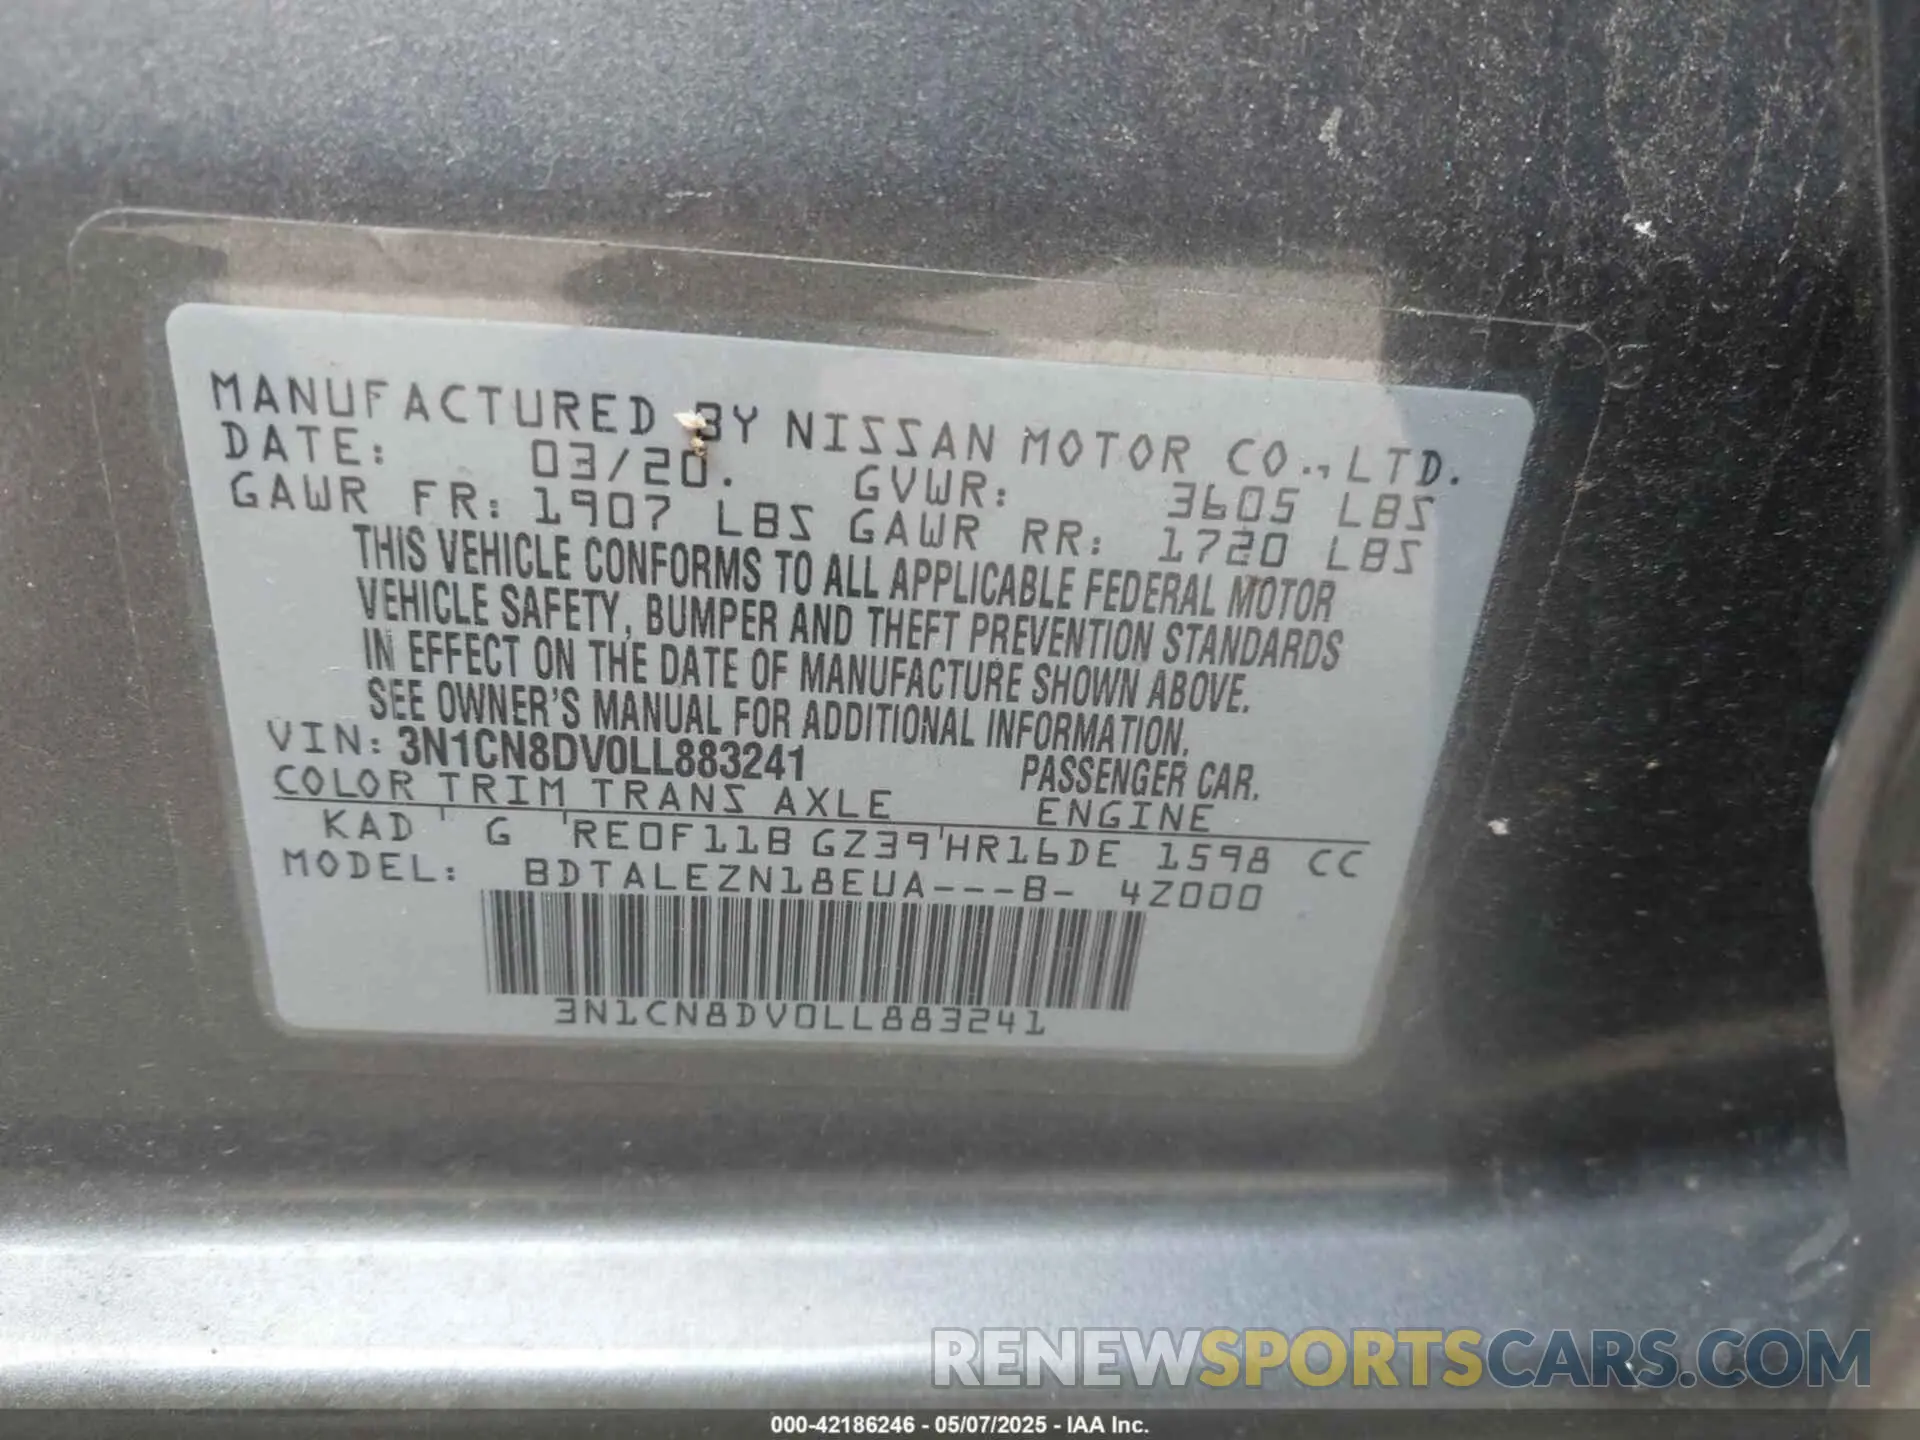 MANUFACTURED BY NISSAN MOTOR CO., LTD.
DATE: 03/20. GVWR: 3605 LBS
GAWR FR: 1907 LBS GAWR RR: 1720 LBS
THIS VEHICLE CONFORMS TO ALL APPLICABLE FEDERAL MOTOR
VEHICLE SAFETY, BUMPER AND THEFT PREVENTION STANDARDS
IN EFFECT ON THE DATE OF MANUFACTURE SHOWN ABOVE.
SEE OWNER'S MANUAL FOR ADDITIONAL INFORMATION.
VIN: 3N1CN8DV0LL883241 PASSENGER CAR.
COLOR TRIM TRANS AXLE ENGINE
KAD ' G 'RE0F11B GZ39'HR16DE 1598 CC
MODEL: BDTALEZN18EUA---B- 4Z000
3N1CN8DV0LL883241
RENEWSPORTSCARS.COM
000-42186246 - 05/07/2025 - IAA Inc.